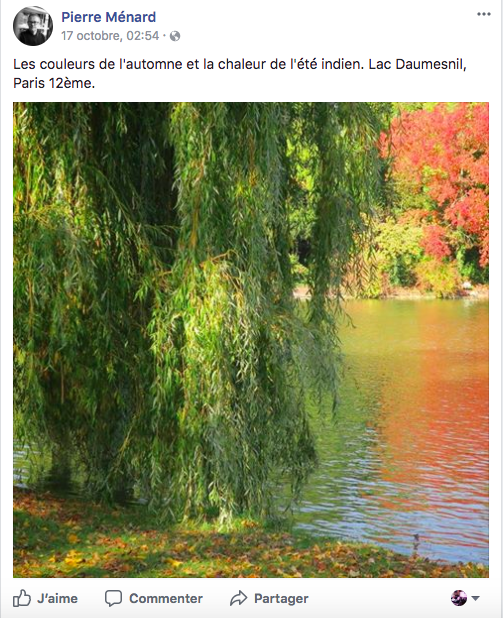 Pierre Ménard
17 octobre, 02:54 ·
Les couleurs de l'automne et la chaleur de l'été indien. Lac Daumesnil,
Paris 12ème.
J'aime Commenter Partager